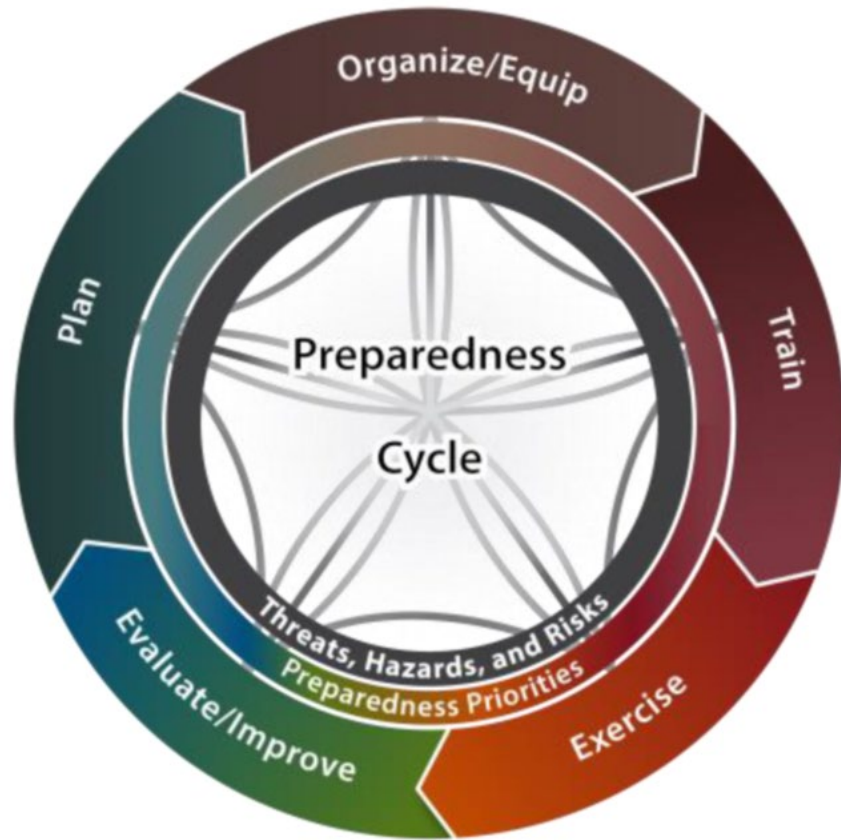 Organize/Equip
Train
Exercise
Evaluate/Improve
Plan
Preparedness
Cycle
Threats, Hazards, and Risks
Preparedness Priorities